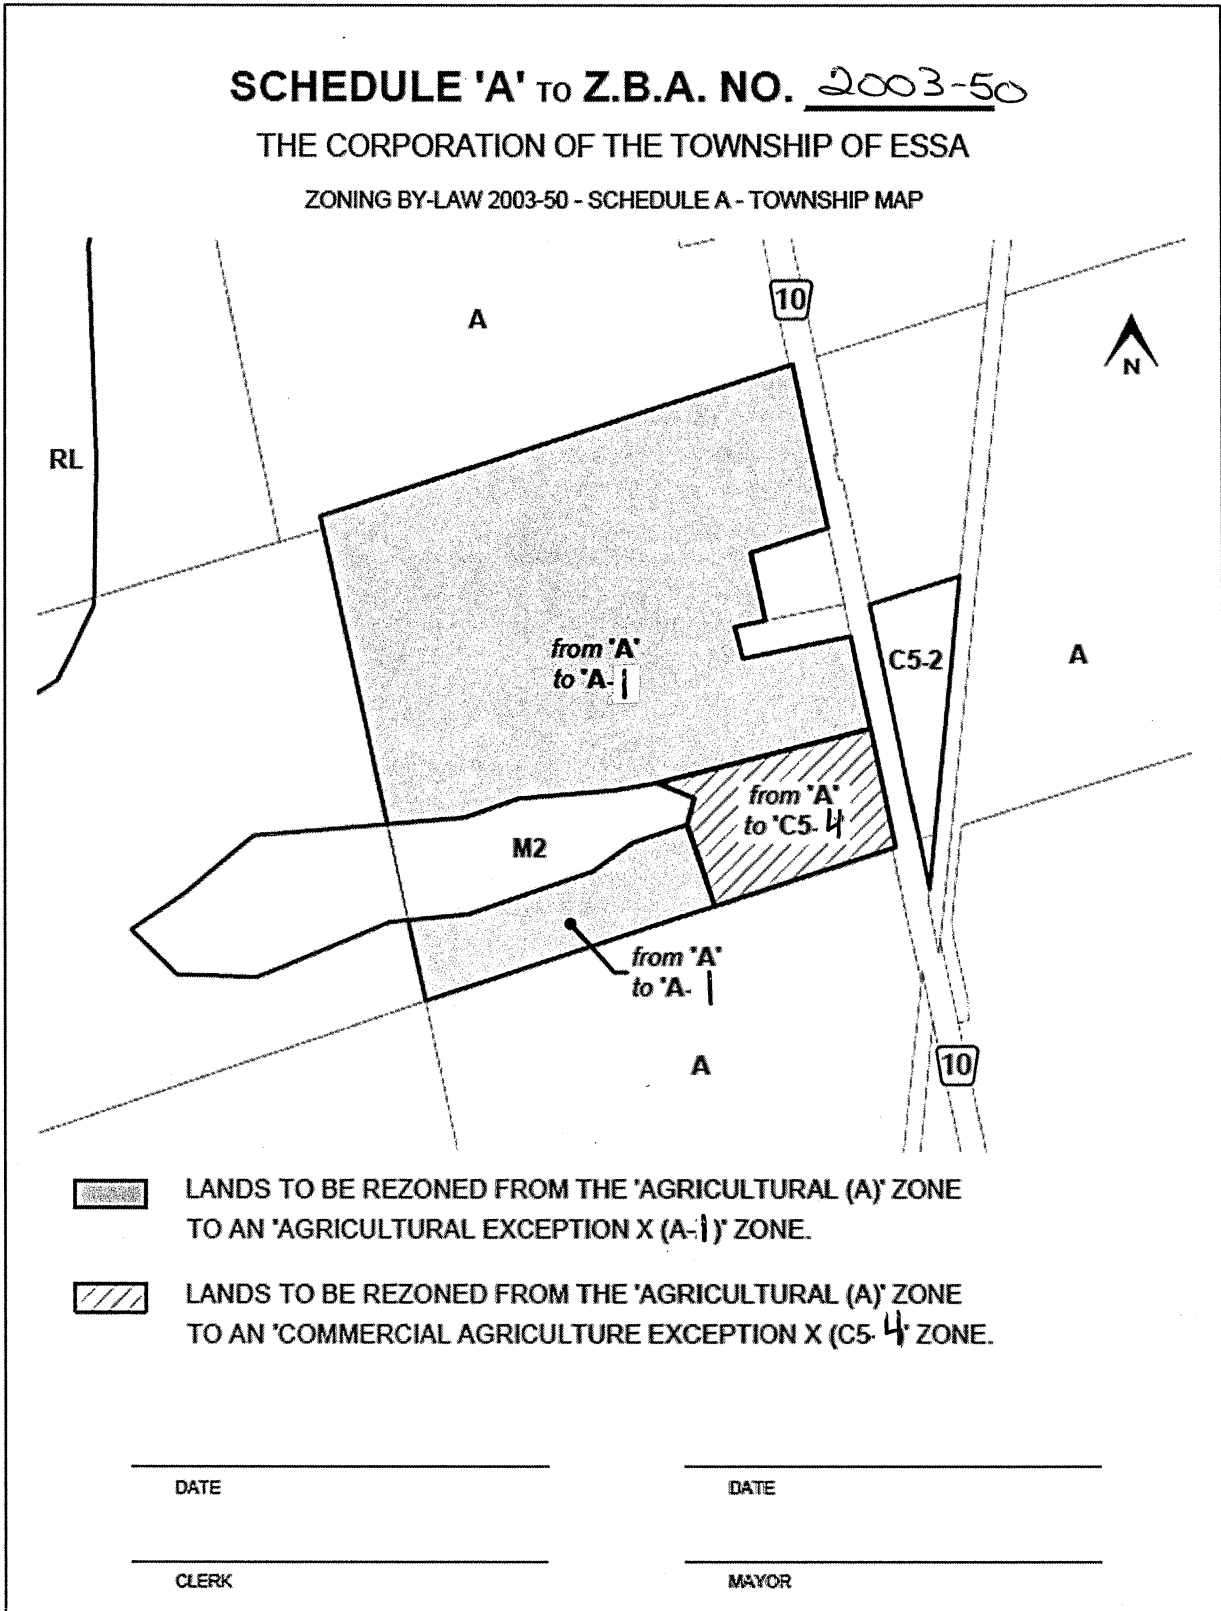 SCHEDULE 'A' TO Z.B.A. NO. 2003-50
THE CORPORATION OF THE TOWNSHIP OF ESSA
ZONING BY-LAW 2003-50 - SCHEDULE A - TOWNSHIP MAP
10
A
N
RL
from 'A'
to 'A-1
C5-2
A
from 'A'
to 'C5-4
M2
from 'A'
to 'A-1
A
10
LANDS TO BE REZONED FROM THE 'AGRICULTURAL (A)' ZONE
TO AN 'AGRICULTURAL EXCEPTION X (A-1)' ZONE.
LANDS TO BE REZONED FROM THE 'AGRICULTURAL (A)' ZONE
TO AN 'COMMERCIAL AGRICULTURE EXCEPTION X (C5-4' ZONE.
DATE
DATE
CLERK
MAYOR